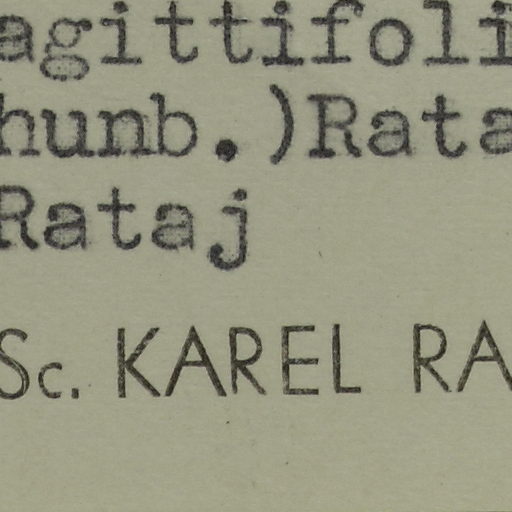 agittifoli
hunb.)Rata
Rataj
Sc. KAREL RA